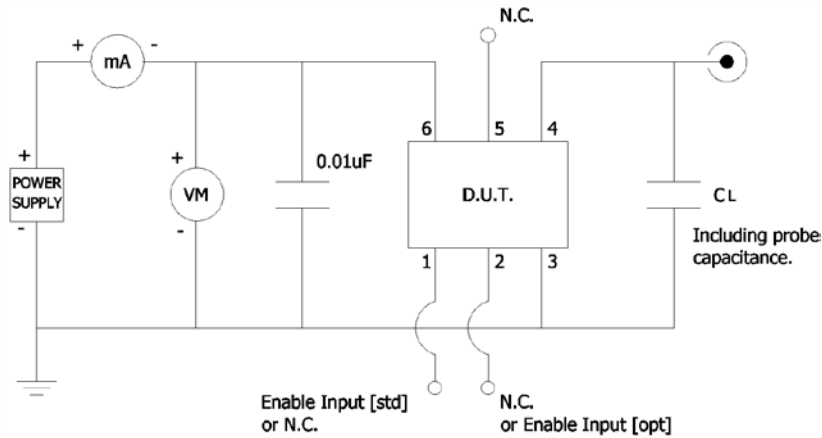 N.C.
+
-
mA
6
5
4
+
0.01uF
+
POWER
SUPPLY
VM
D.U.T.
CL
-
-
Including probe
capacitance.
1
2
3
Enable Input [std]
or N.C.
N.C.
or Enable Input [opt]